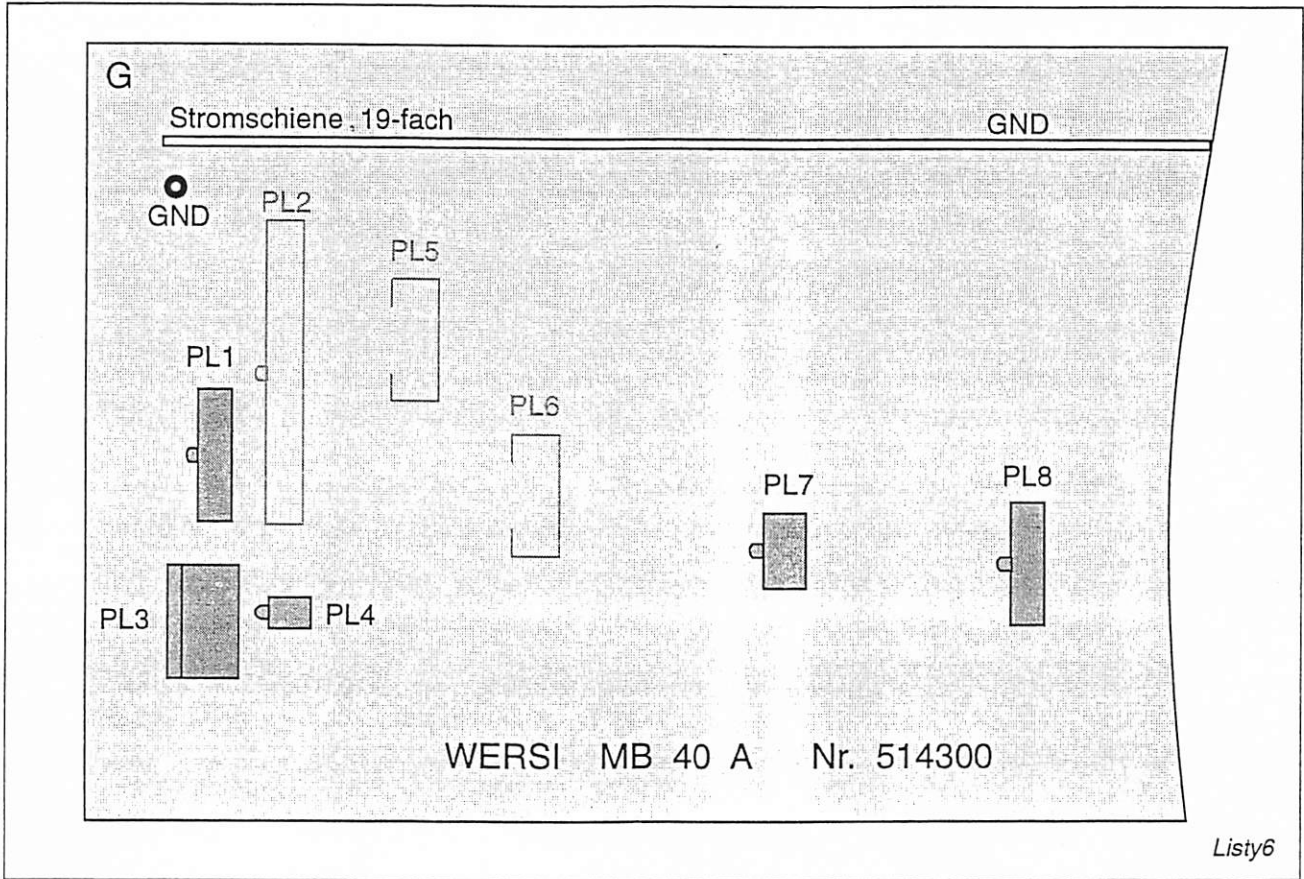 G
Stromschiene, 19-fach
GND
GND
PL2
PL5
PL1
PL6
PL7
PL8
PL3
PL4
WERSI MB 40 A Nr. 514300
Listy6